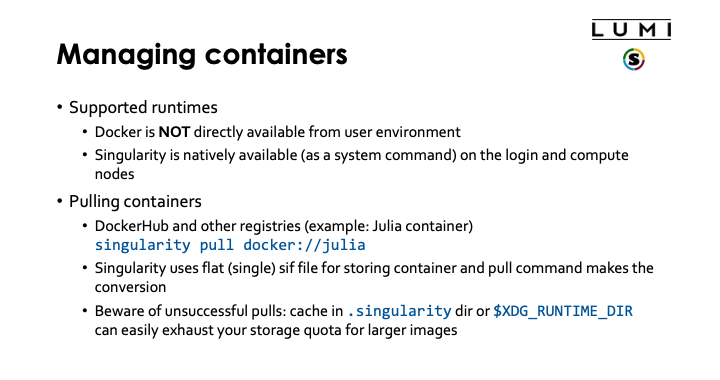 LUMI
S
Managing containers
• Supported runtimes
• Docker is NOT directly available from user environment
• Singularity is natively available (as a system command) on the login and compute
nodes
• Pulling containers
• DockerHub and other registries (example: Julia container)
singularity pull docker://julia
• Singularity uses flat (single) sif file for storing container and pull command makes the
conversion
• Beware of unsuccessful pulls: cache in .singularity dir or $XDG_RUNTIME_DIR
can easily exhaust your storage quota for larger images